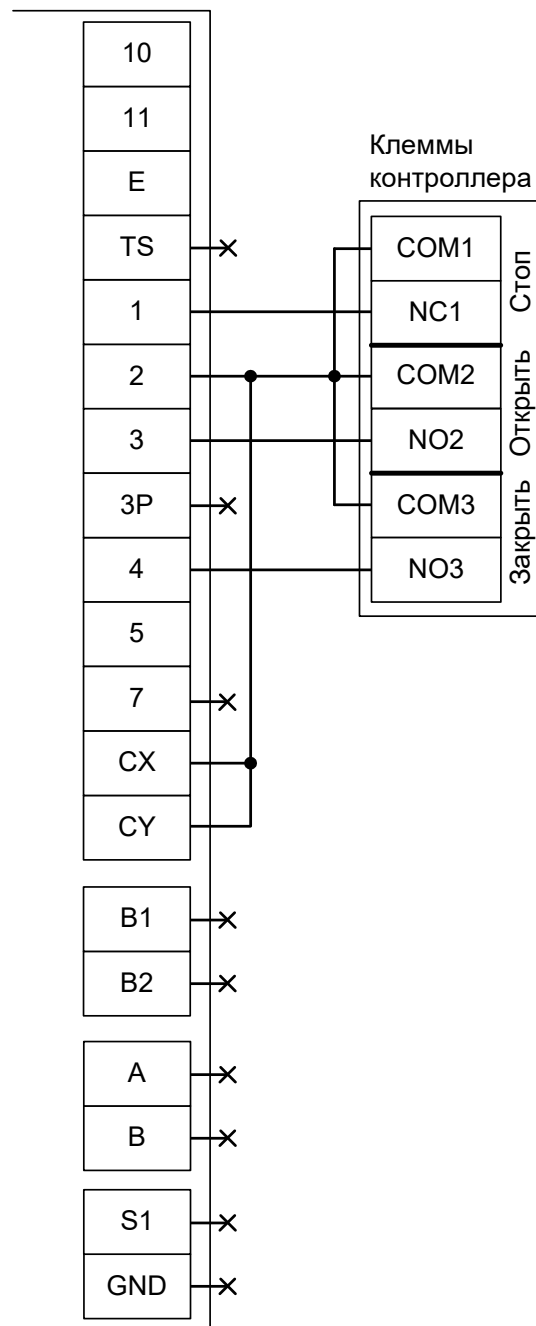 10
11
E
TS
1
2
3
3P
4
5
7
CX
CY
B1
B2
A
B
S1
GND
Клеммы
контроллера
COM1
NC1
COM2
NO2
COM3
NO3
Стоп
Открыть
Закрыть